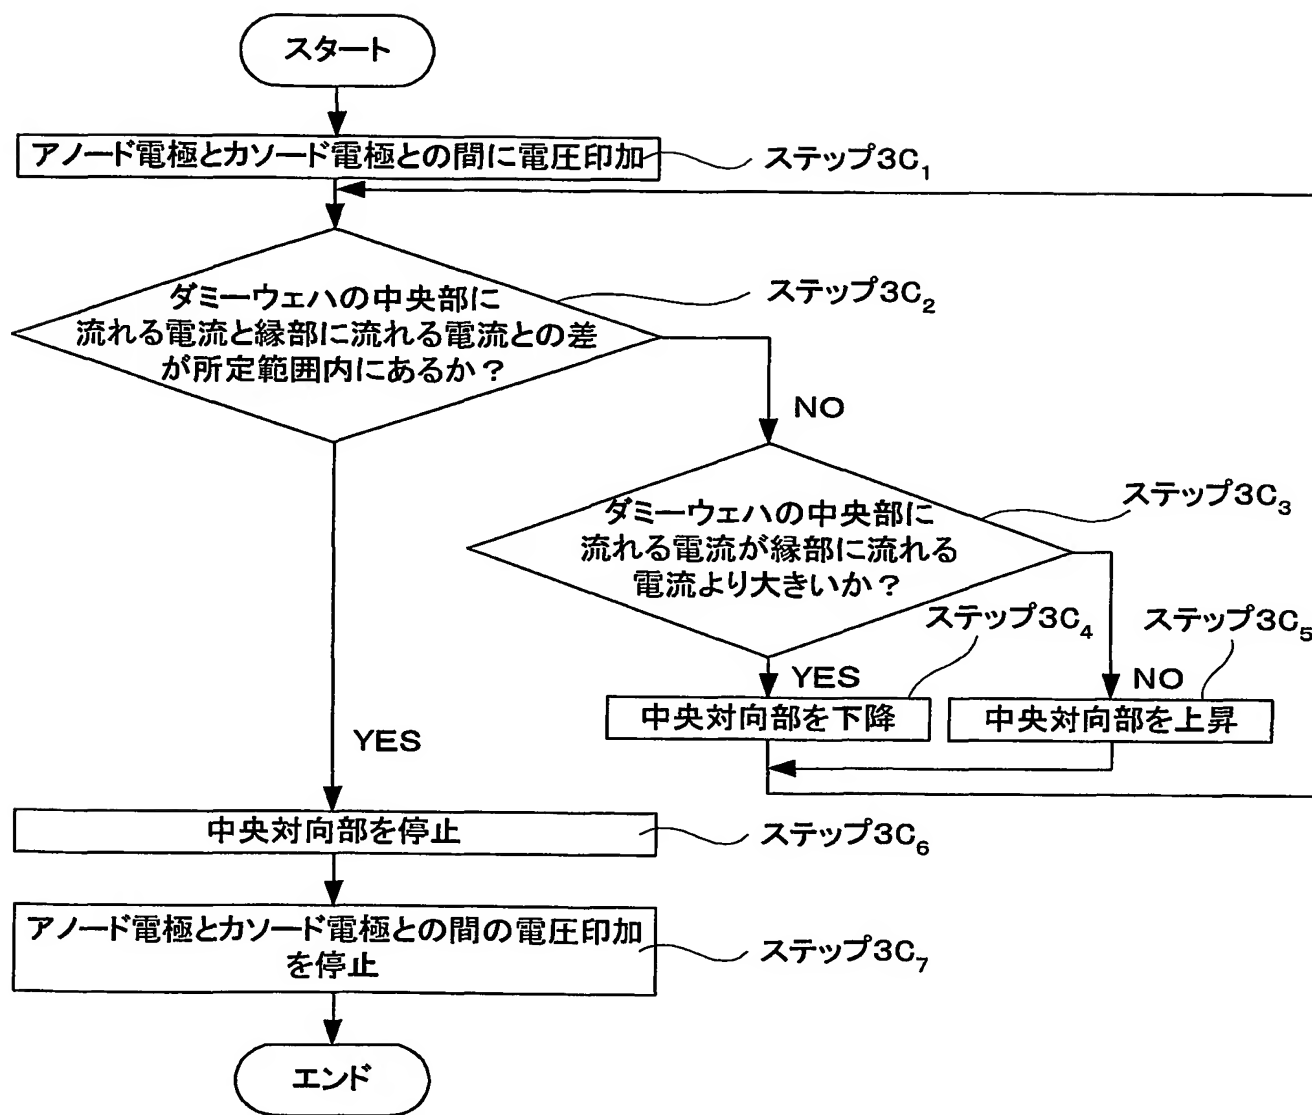 スタート
アノード電極とカソード電極との間に電圧印加
ステップ3C₁
ダミーウェハの中央部に
流れる電流と縁部に流れる電流との差
が所定範囲内にあるか？
ステップ3C₂
NO
ダミーウェハの中央部に
流れる電流が縁部に流れる
電流より大きいか？
ステップ3C₃
ステップ3C₄
ステップ3C₅
YES
NO
中央対向部を下降
中央対向部を上昇
YES
中央対向部を停止
ステップ3C₆
アノード電極とカソード電極との間の電圧印加
を停止
ステップ3C₇
エンド